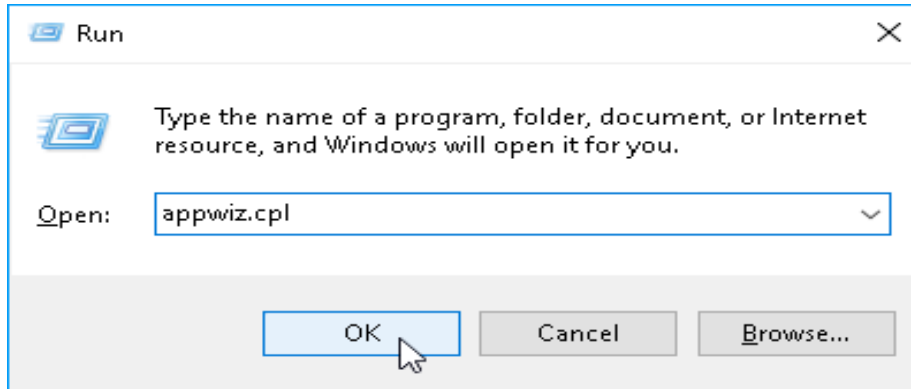 Run
Type the name of a program, folder, document, or Internet
resource, and Windows will open it for you.
Open: appwiz.cpl
OK Cancel Browse...